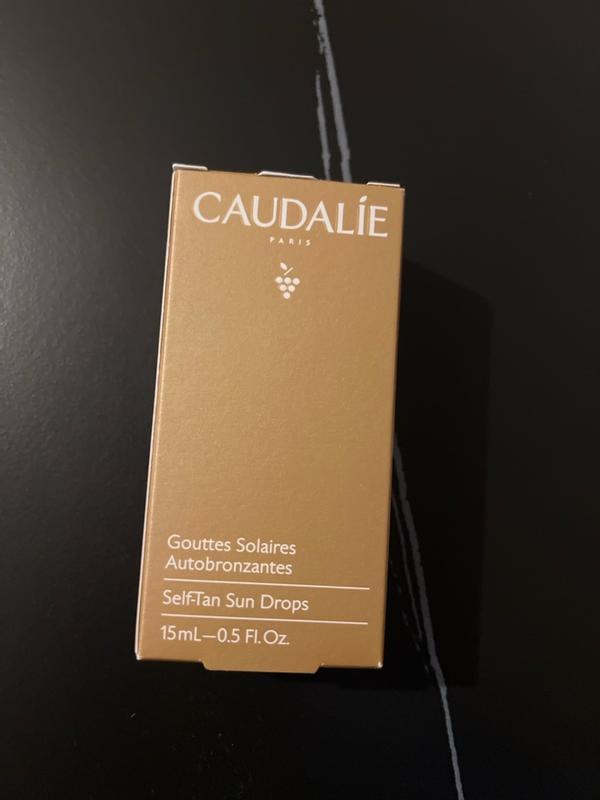 CAUDALÍE
PARIS
Gouttes Solaires
Autobronzantes
Self-Tan Sun Drops
15mL—0.5 Fl.Oz.